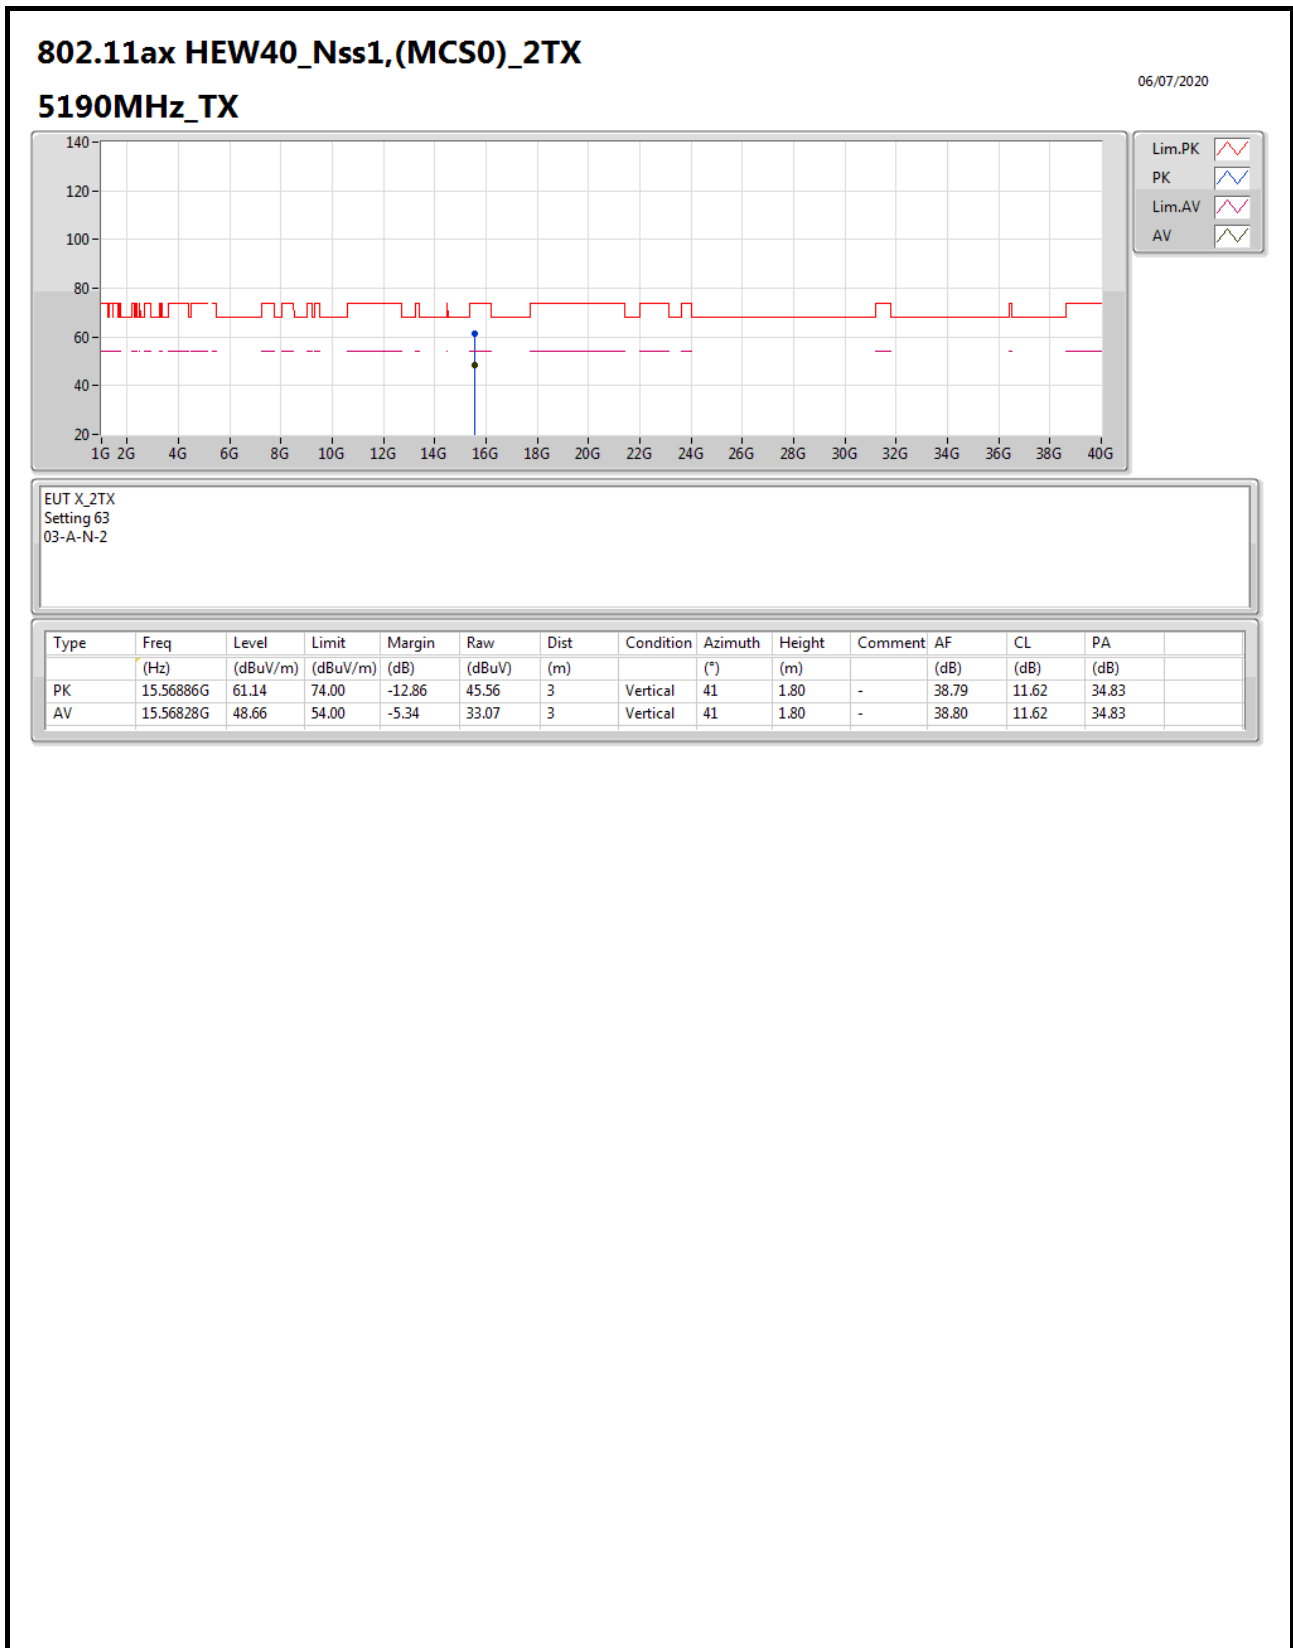 802.11ax HEW40_Nss1,(MCS0)_2TX
06/07/2020
5190MHz_TX
140
120
100
80
60
40
20
1G 2G 4G 6G 8G 10G 12G 14G 16G 18G 20G 22G 24G 26G 28G 30G 32G 34G 36G 38G 40G
Lim.PK
PK
Lim.AV
AV
EUT X_2TX
Setting 63
03-A-N-2
Type Freq Level Limit Margin Raw Dist Condition Azimuth Height Comment AF CL PA
(Hz) (dBuV/m) (dBuV/m) (dB) (dBuV) (m) (°) (m) (dB) (dB) (dB)
PK 15.56886G 61.14 74.00 -12.86 45.56 3 Vertical 41 1.80 - 38.79 11.62 34.83
AV 15.56828G 48.66 54.00 -5.34 33.07 3 Vertical 41 1.80 - 38.80 11.62 34.83